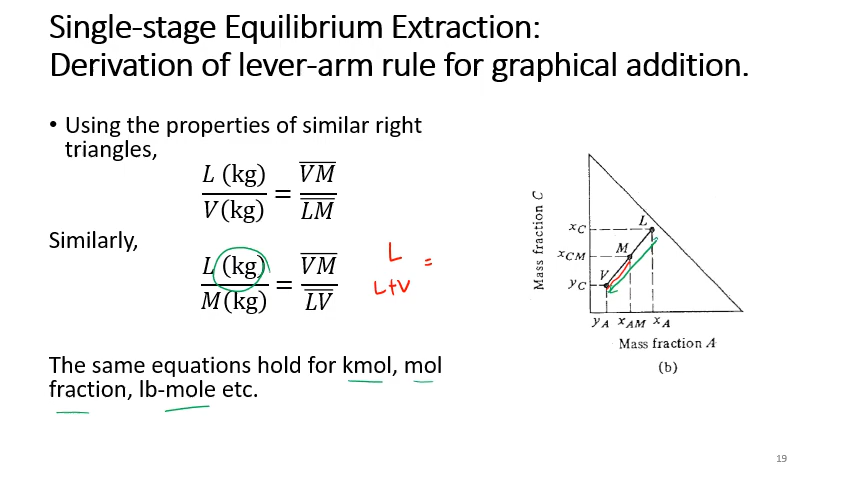 Single-stage Equilibrium Extraction:
Derivation of lever-arm rule for graphical addition.
• Using the properties of similar right
triangles,
L (kg)
V(kg)
=
VM
LM
Similarly,
L (kg)
M(kg)
=
VM
LV
L
L+V
=
The same equations hold for kmol, mol
fraction, lb-mole etc.
Mass fraction C
x_C
x_CM
y_C
L
M
V
y_A x_AM x_A
Mass fraction A
(b)
19